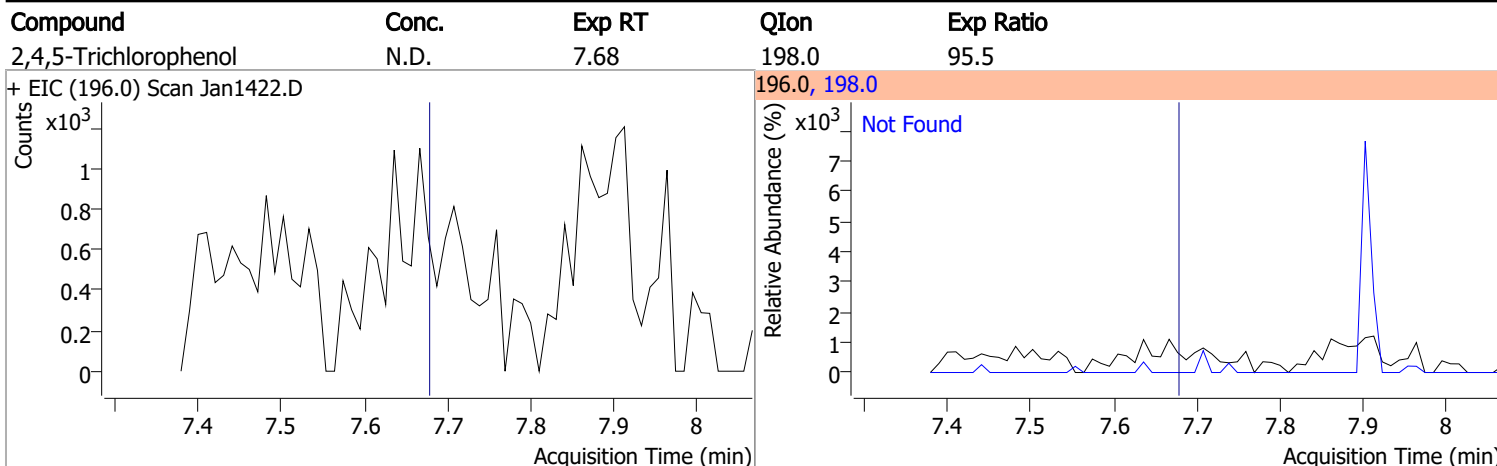 Compound Conc. Exp RT QIon Exp Ratio
2,4,5-Trichlorophenol N.D. 7.68 198.0 95.5
+ EIC (196.0) Scan Jan1422.D
Counts
x10³
1
0.8
0.6
0.4
0.2
0
7.4 7.5 7.6 7.7 7.8 7.9 8
Acquisition Time (min)
196.0, 198.0
Relative Abundance (%)
x10³
Not Found
7
6
5
4
3
2
1
0
7.4 7.5 7.6 7.7 7.8 7.9 8
Acquisition Time (min)